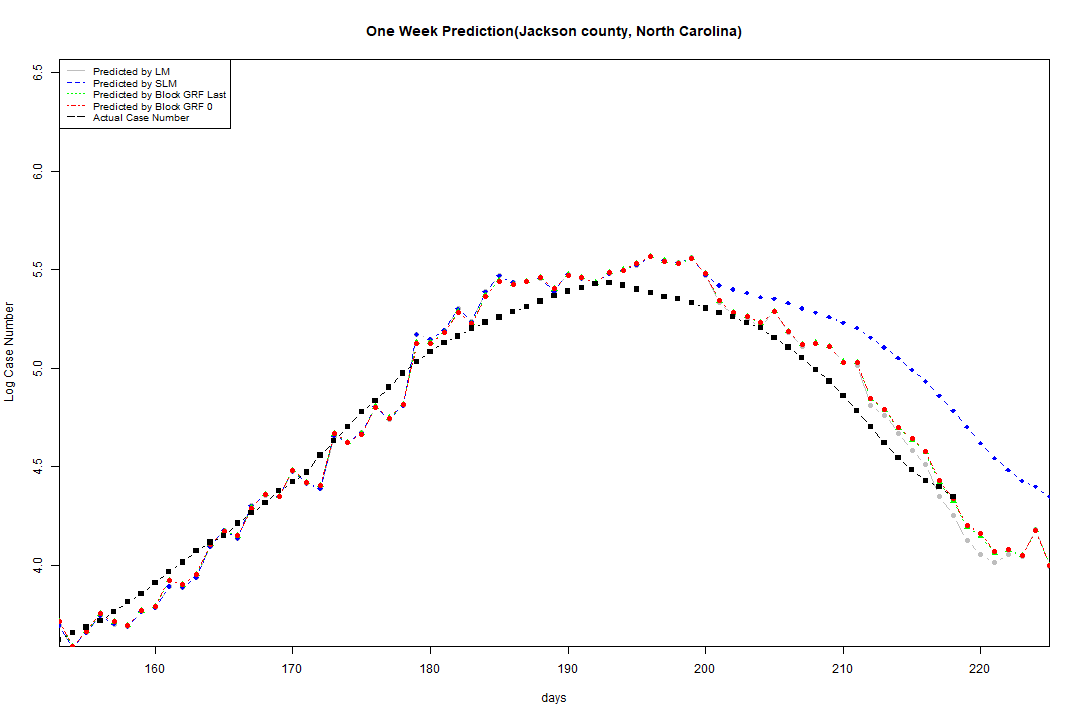 One Week Prediction(Jackson county, North Carolina)
Predicted by LM
Predicted by SLM
Predicted by Block GRF Last
Predicted by Block GRF 0
Actual Case Number
Log Case Number
6.5
6.0
5.5
5.0
4.5
4.0
160 170 180 190 200 210 220
days